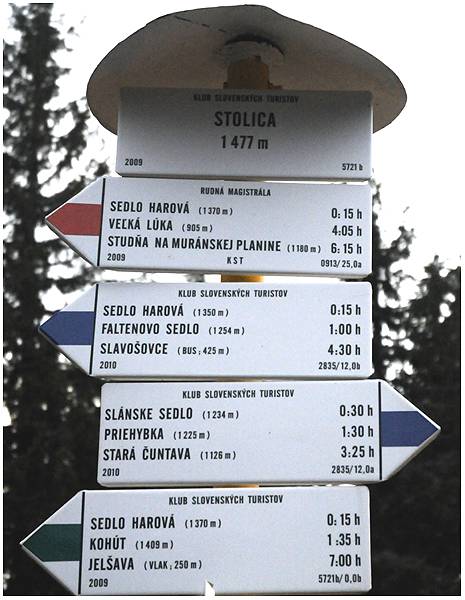 KLUB SLOVENSKÝCH TURISTOV
STOLICA
1 477 m
2009 5721 b
RUDNÁ MAGISTRÁLA
SEDLO HAROVÁ (1370 m) 0:15 h
VEĽKÁ LÚKA (905 m) 4:05 h
STUDŇA NA MURÁNSKEJ PLANINE (1180 m) 6:15 h
2009 KST 0913/25,0a
KLUB SLOVENSKÝCH TURISTOV
SEDLO HAROVÁ (1350 m) 0:15 h
FALTENOVO SEDLO (1254 m) 1:00 h
SLAVOŠOVCE (BUS; 425 m) 4:30 h
2010 2835/12,0b
KLUB SLOVENSKÝCH TURISTOV
SLÁNSKE SEDLO (1234 m) 0:30 h
PRIEHYBKA (1225 m) 1:30 h
STARÁ ČUNTAVA (1126 m) 3:25 h
2010 2835/12,0a
KLUB SLOVENSKÝCH TURISTOV
SEDLO HAROVÁ (1370 m) 0:15 h
KOHÚT (1409 m) 1:35 h
JELŠAVA (VLAK; 250 m) 7:00 h
2009 5721b/0,0b